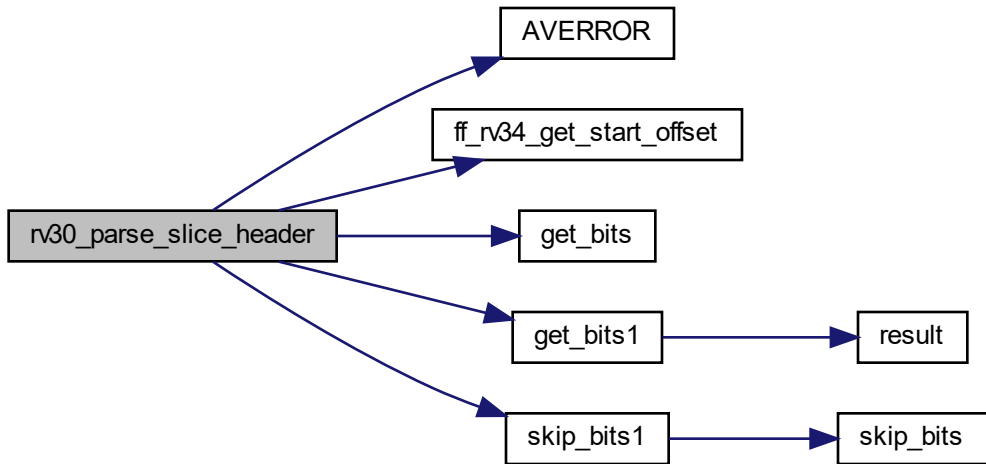 AVERROR
ff_rv34_get_start_offset
rv30_parse_slice_header
get_bits
get_bits1
result
skip_bits1
skip_bits